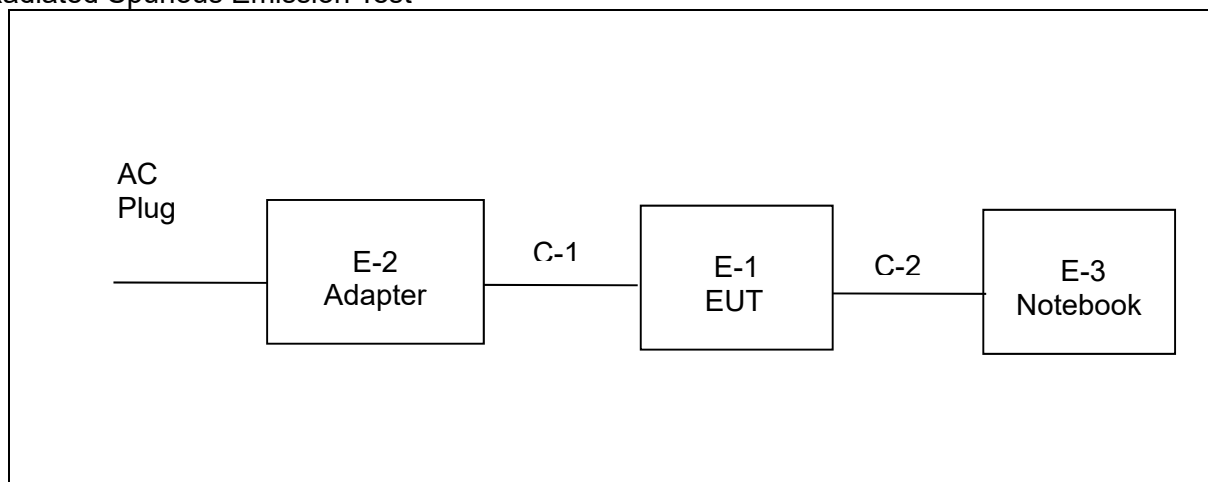 Radiated Spurious Emission Test
AC
Plug
E-2
Adapter
C-1
E-1
EUT
C-2
E-3
Notebook